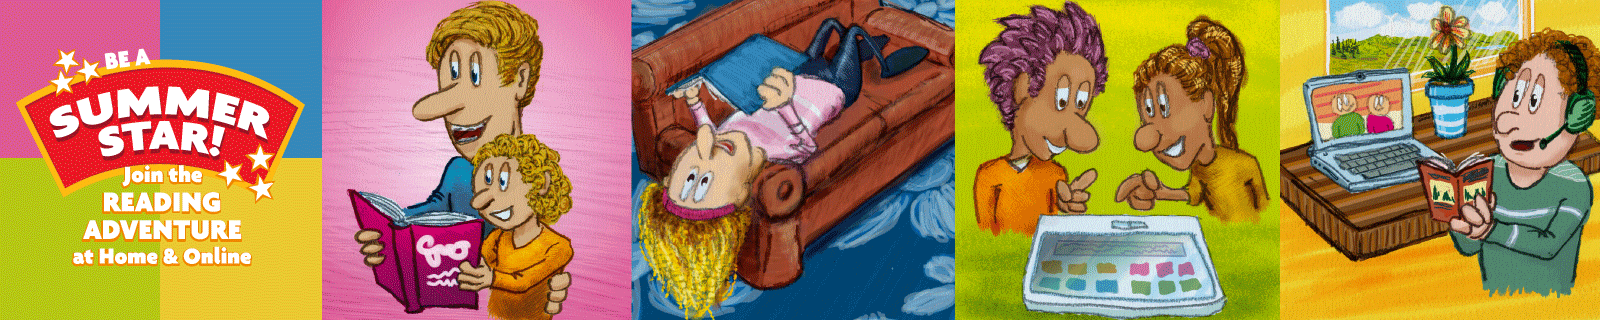 BE A
SUMMER
STAR!
Join the
READING
ADVENTURE
at Home & Online